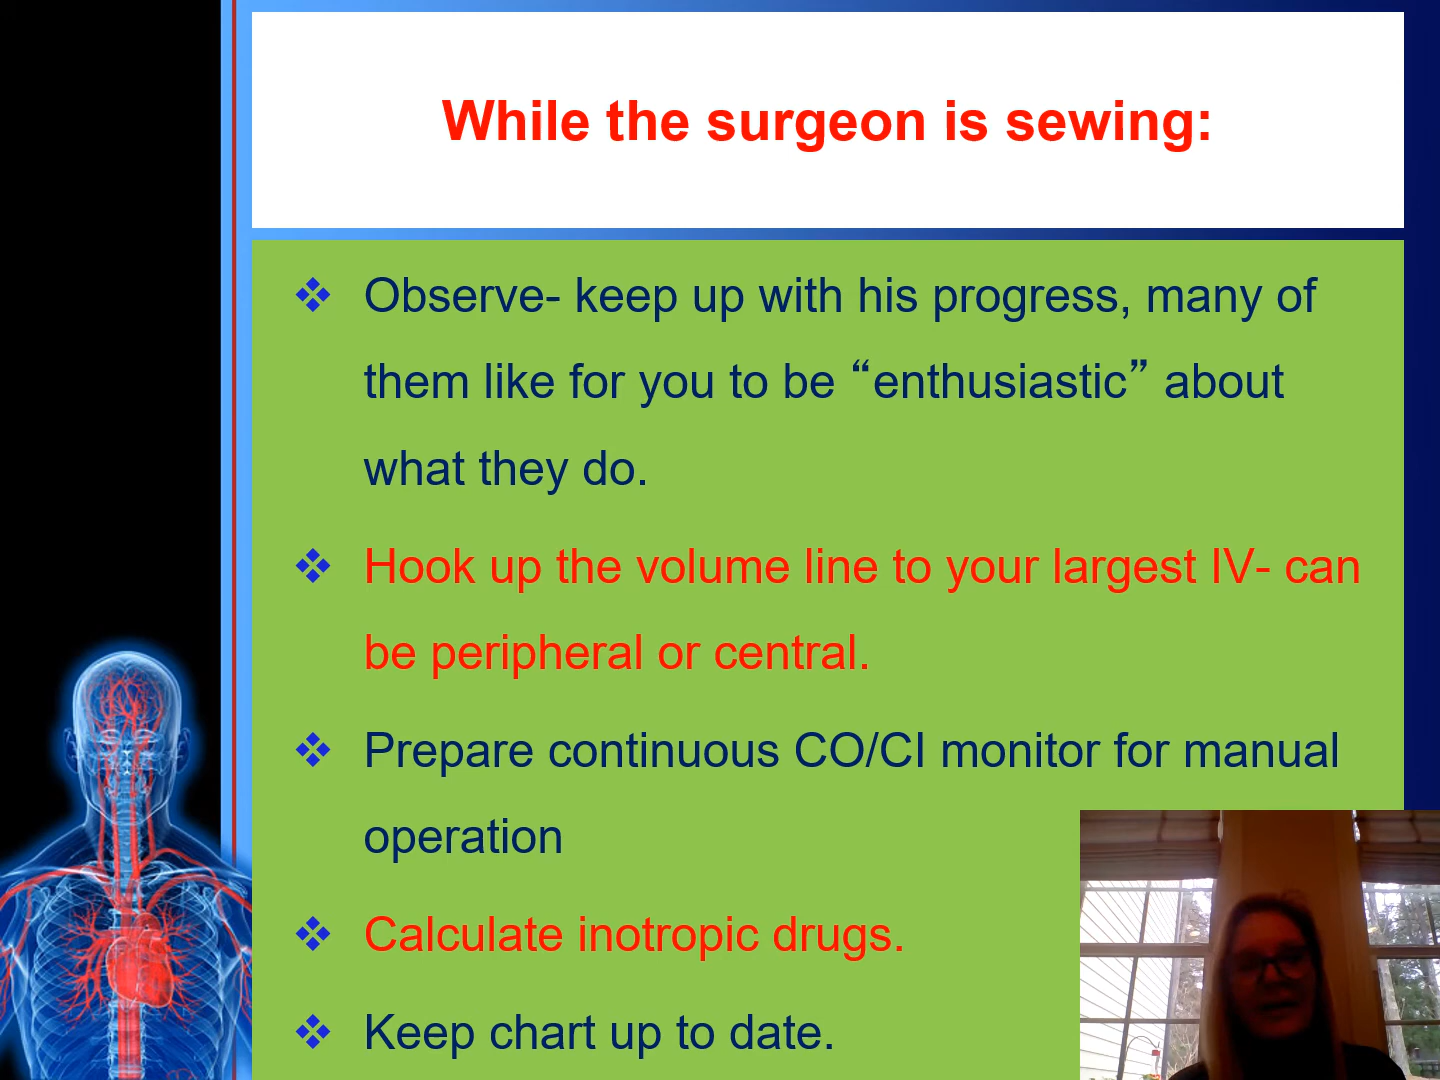 While the surgeon is sewing:
❖ Observe- keep up with his progress, many of
them like for you to be “enthusiastic” about
what they do.
❖ Hook up the volume line to your largest IV- can
be peripheral or central.
❖ Prepare continuous CO/CI monitor for manual
operation
❖ Calculate inotropic drugs.
❖ Keep chart up to date.